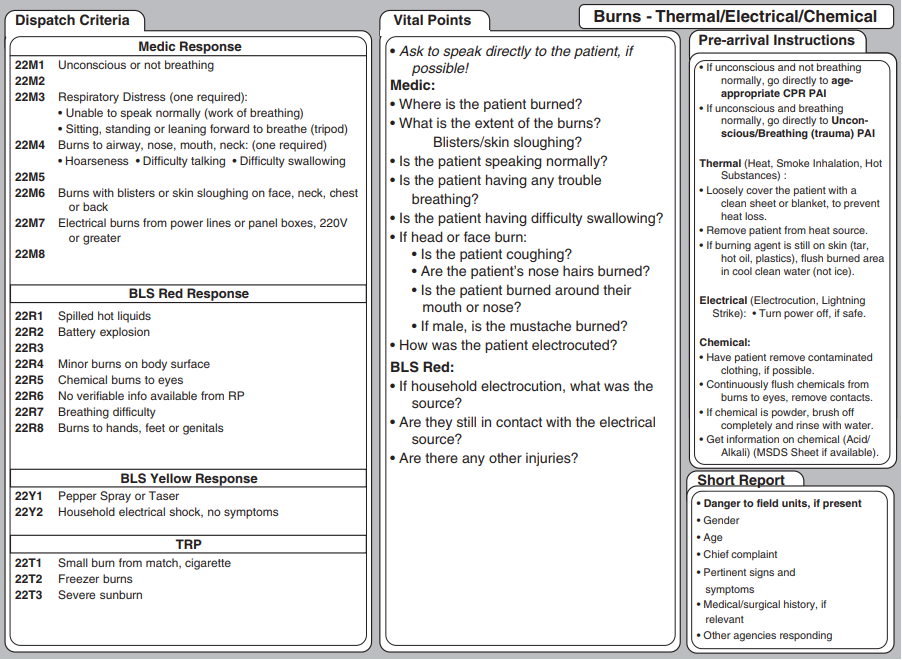 Dispatch Criteria
Medic Response
22M1 Unconscious or not breathing
22M2
22M3 Respiratory Distress (one required):
• Unable to speak normally (work of breathing)
• Sitting, standing or leaning forward to breathe (tripod)
22M4 Burns to airway, nose, mouth, neck: (one required)
• Hoarseness • Difficulty talking • Difficulty swallowing
22M5
22M6 Burns with blisters or skin sloughing on face, neck, chest
or back
22M7 Electrical burns from power lines or panel boxes, 220V
or greater
22M8
BLS Red Response
22R1 Spilled hot liquids
22R2 Battery explosion
22R3
22R4 Minor burns on body surface
22R5 Chemical burns to eyes
22R6 No verifiable info available from RP
22R7 Breathing difficulty
22R8 Burns to hands, feet or genitals
BLS Yellow Response
22Y1 Pepper Spray or Taser
22Y2 Household electrical shock, no symptoms
TRP
22T1 Small burn from match, cigarette
22T2 Freezer burns
22T3 Severe sunburn
Vital Points
• Ask to speak directly to the patient, if
possible!
Medic:
• Where is the patient burned?
• What is the extent of the burns?
Blisters/skin sloughing?
• Is the patient speaking normally?
• Is the patient having any trouble
breathing?
• Is the patient having difficulty swallowing?
• If head or face burn:
• Is the patient coughing?
• Are the patient's nose hairs burned?
• Is the patient burned around their
mouth or nose?
• If male, is the mustache burned?
• How was the patient electrocuted?
BLS Red:
• If household electrocution, what was the
source?
• Are they still in contact with the electrical
source?
• Are there any other injuries?
Burns - Thermal/Electrical/Chemical
Pre-arrival Instructions
• If unconscious and not breathing
normally, go directly to age-
appropriate CPR PAI
• If unconscious and breathing
normally, go directly to Uncon-
scious/Breathing (trauma) PAI
Thermal (Heat, Smoke Inhalation, Hot
Substances) :
• Loosely cover the patient with a
clean sheet or blanket, to prevent
heat loss.
• Remove patient from heat source.
• If burning agent is still on skin (tar,
hot oil, plastics), flush burned area
in cool clean water (not ice).
Electrical (Electrocution, Lightning
Strike): • Turn power off, if safe.
Chemical:
• Have patient remove contaminated
clothing, if possible.
• Continuously flush chemicals from
burns to eyes, remove contacts.
• If chemical is powder, brush off
completely and rinse with water.
• Get information on chemical (Acid/
Alkali) (MSDS Sheet if available).
Short Report
• Danger to field units, if present
• Gender
• Age
• Chief complaint
• Pertinent signs and
symptoms
• Medical/surgical history, if
relevant
• Other agencies responding